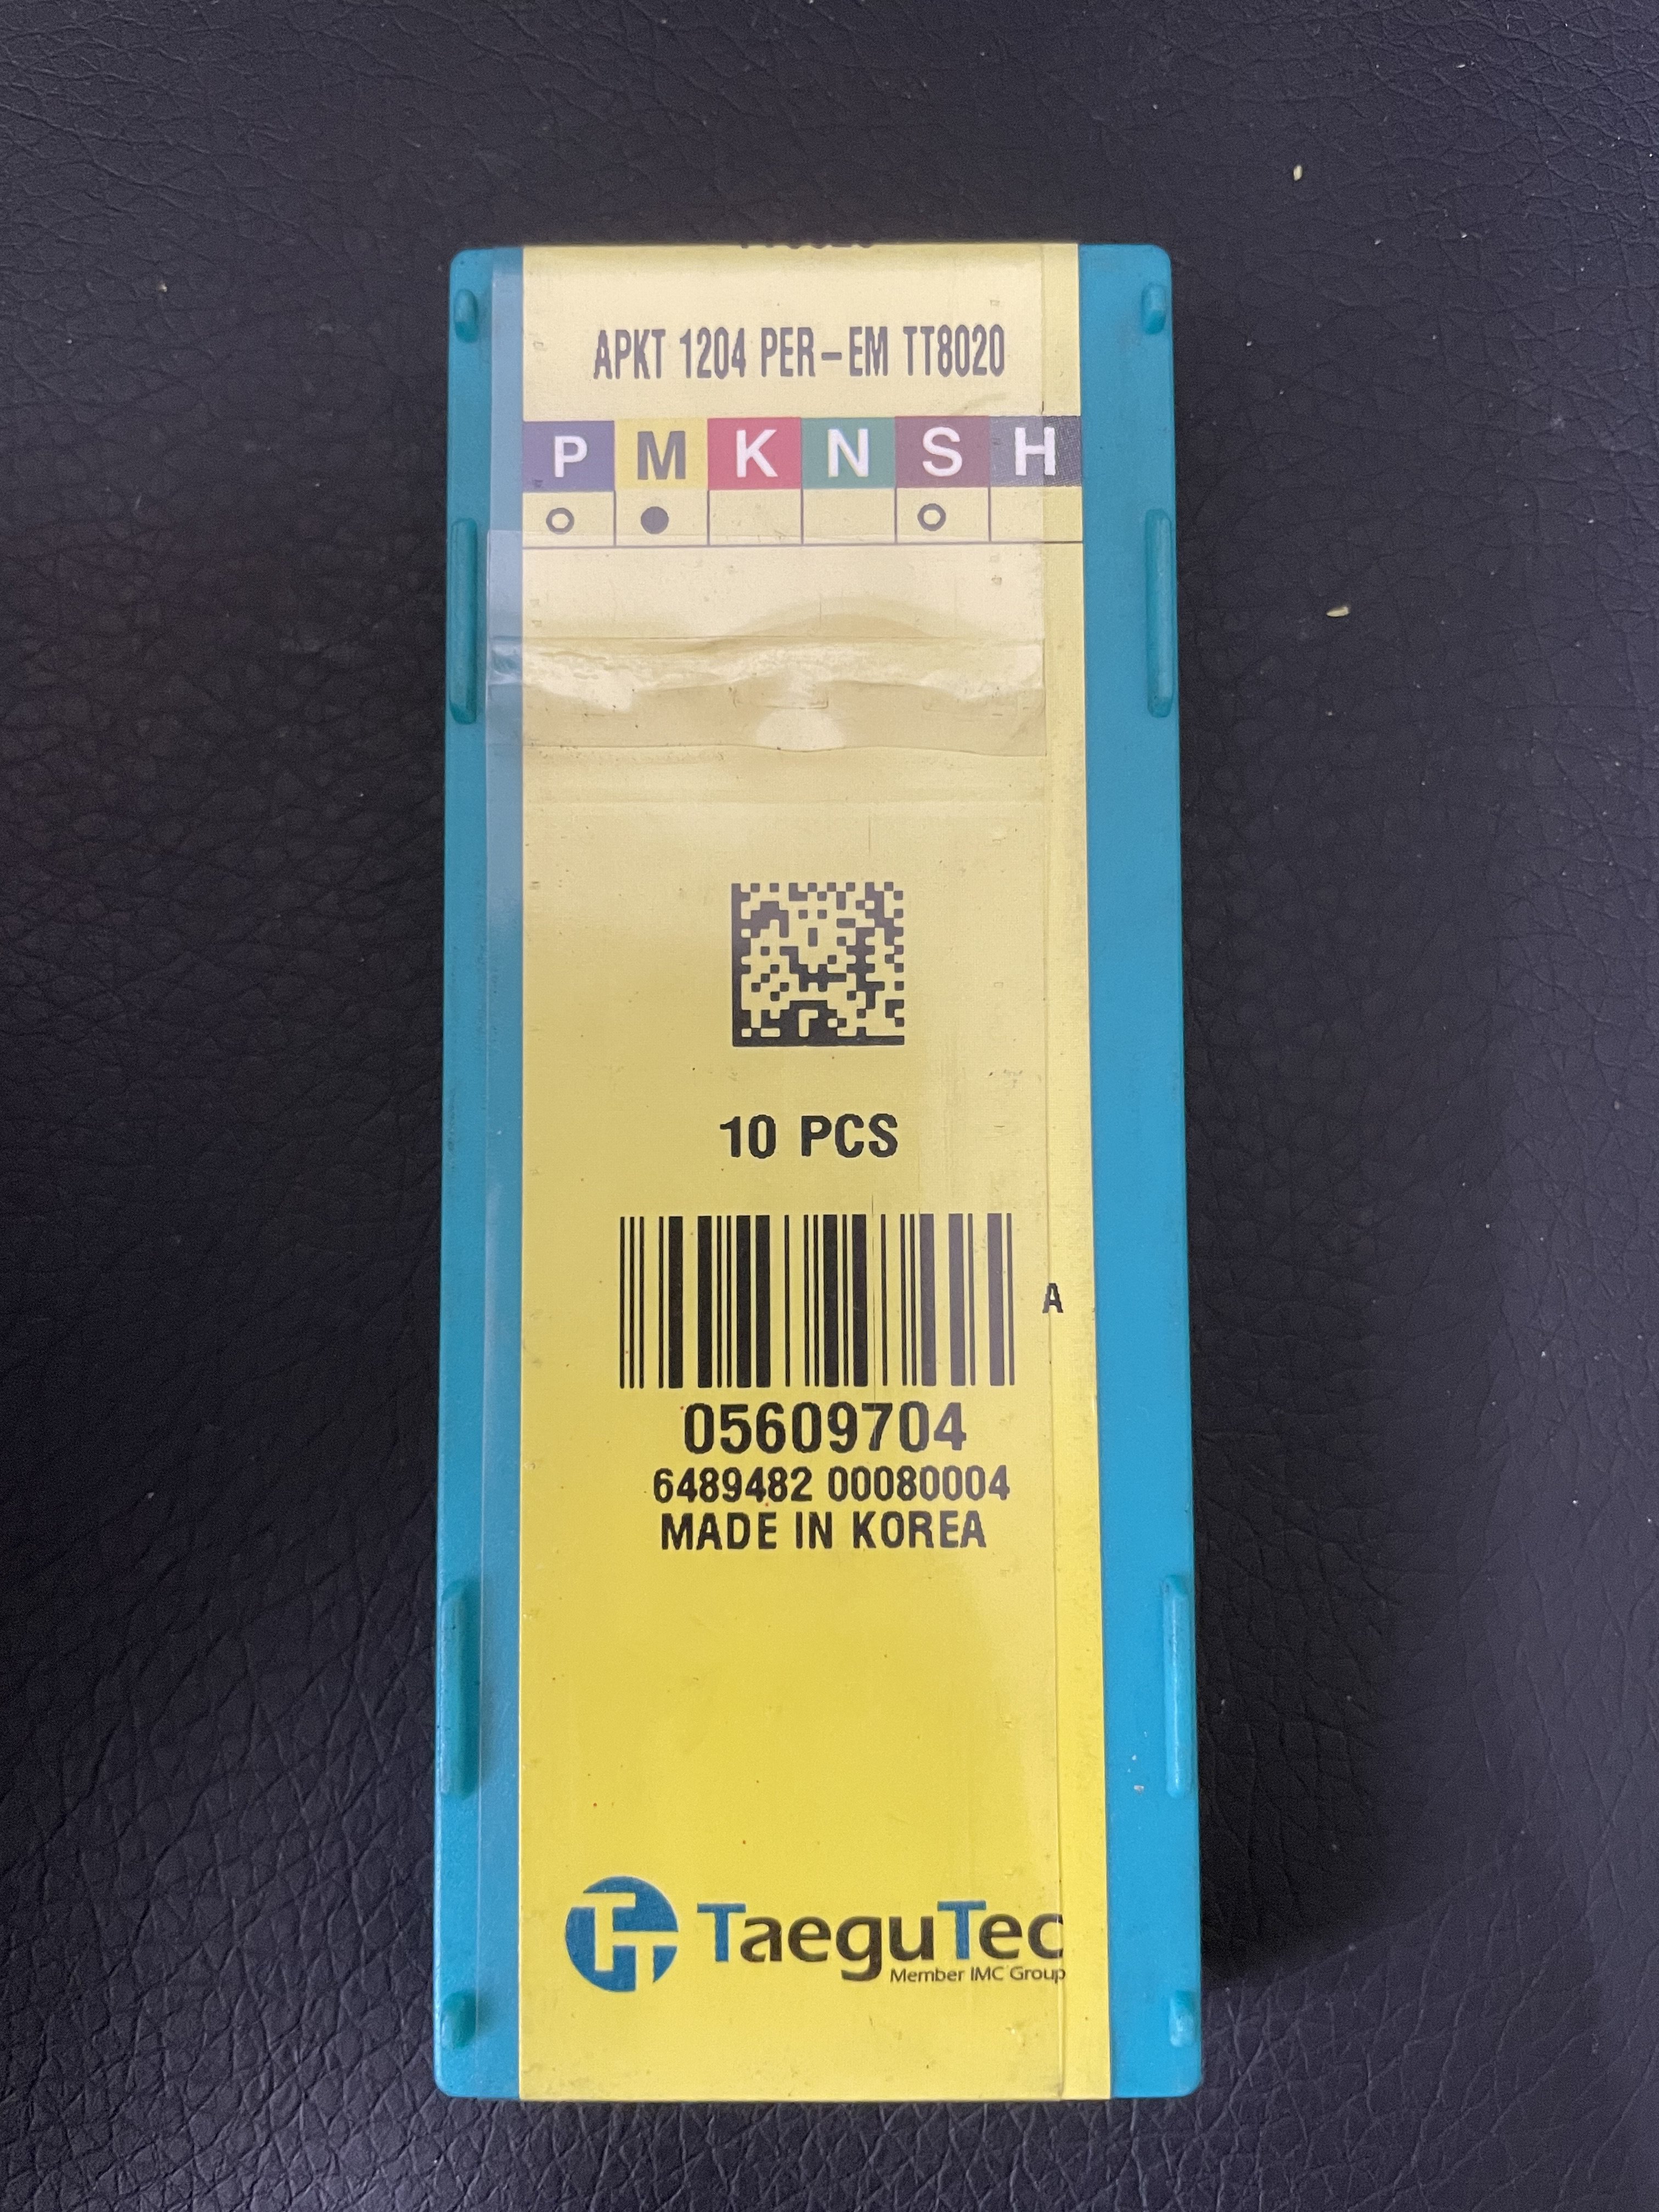 APKT 1204 PER-EM TT8020
P M K N S H
10 PCS
A
05609704
6489482 00080004
MADE IN KOREA
TaeguTec
Member IMC Group